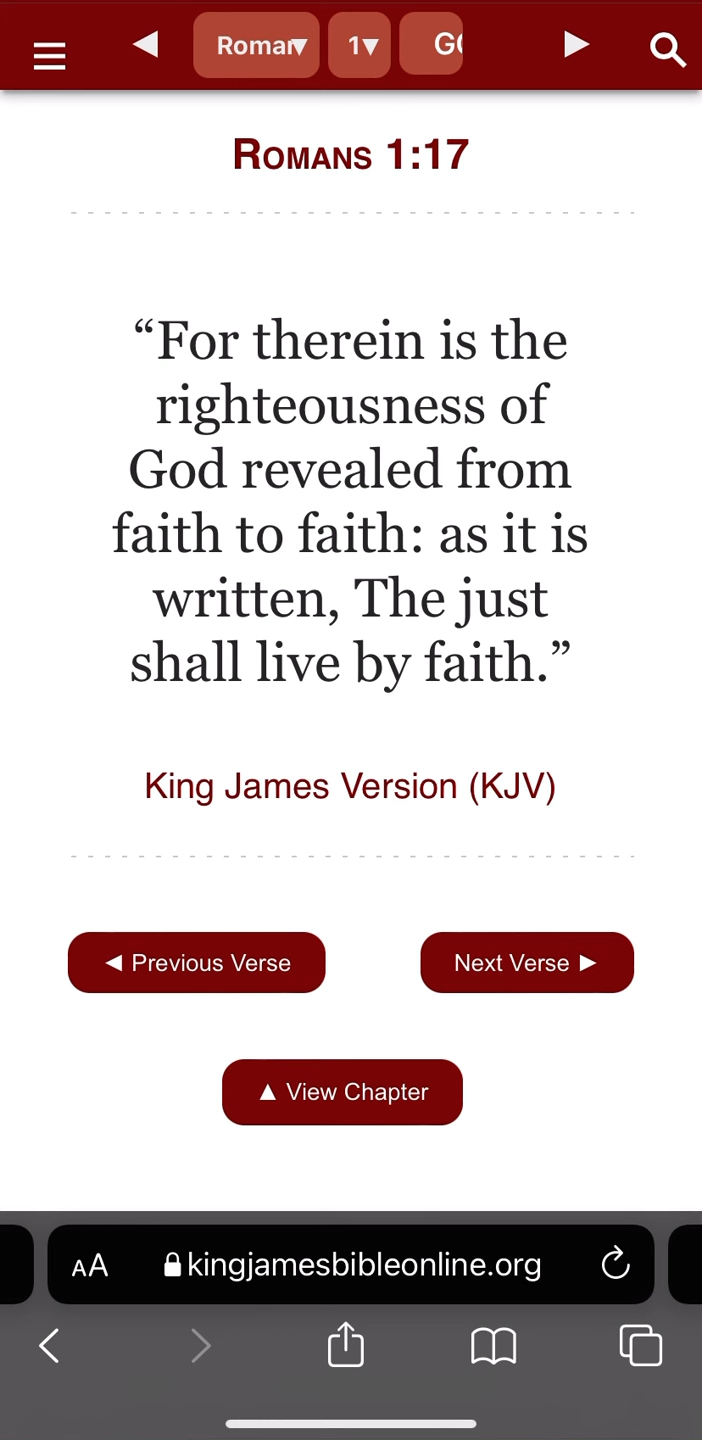 Roman 1 GO
Romans 1:17
“For therein is the
righteousness of
God revealed from
faith to faith: as it is
written, The just
shall live by faith.”
King James Version (KJV)
◄ Previous Verse Next Verse ►
▲ View Chapter
AA kingjamesbibleonline.org